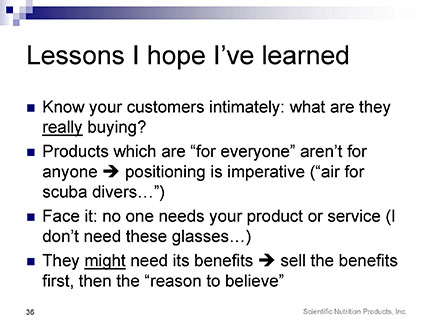 Lessons I hope I’ve learned
Know your customers intimately: what are they
really buying?
Products which are “for everyone” aren’t for
anyone ➔ positioning is imperative (“air for
scuba divers…”)
Face it: no one needs your product or service (I
don’t need these glasses…)
They might need its benefits ➔ sell the benefits
first, then the “reason to believe”
36
Scientific Nutrition Products, Inc.